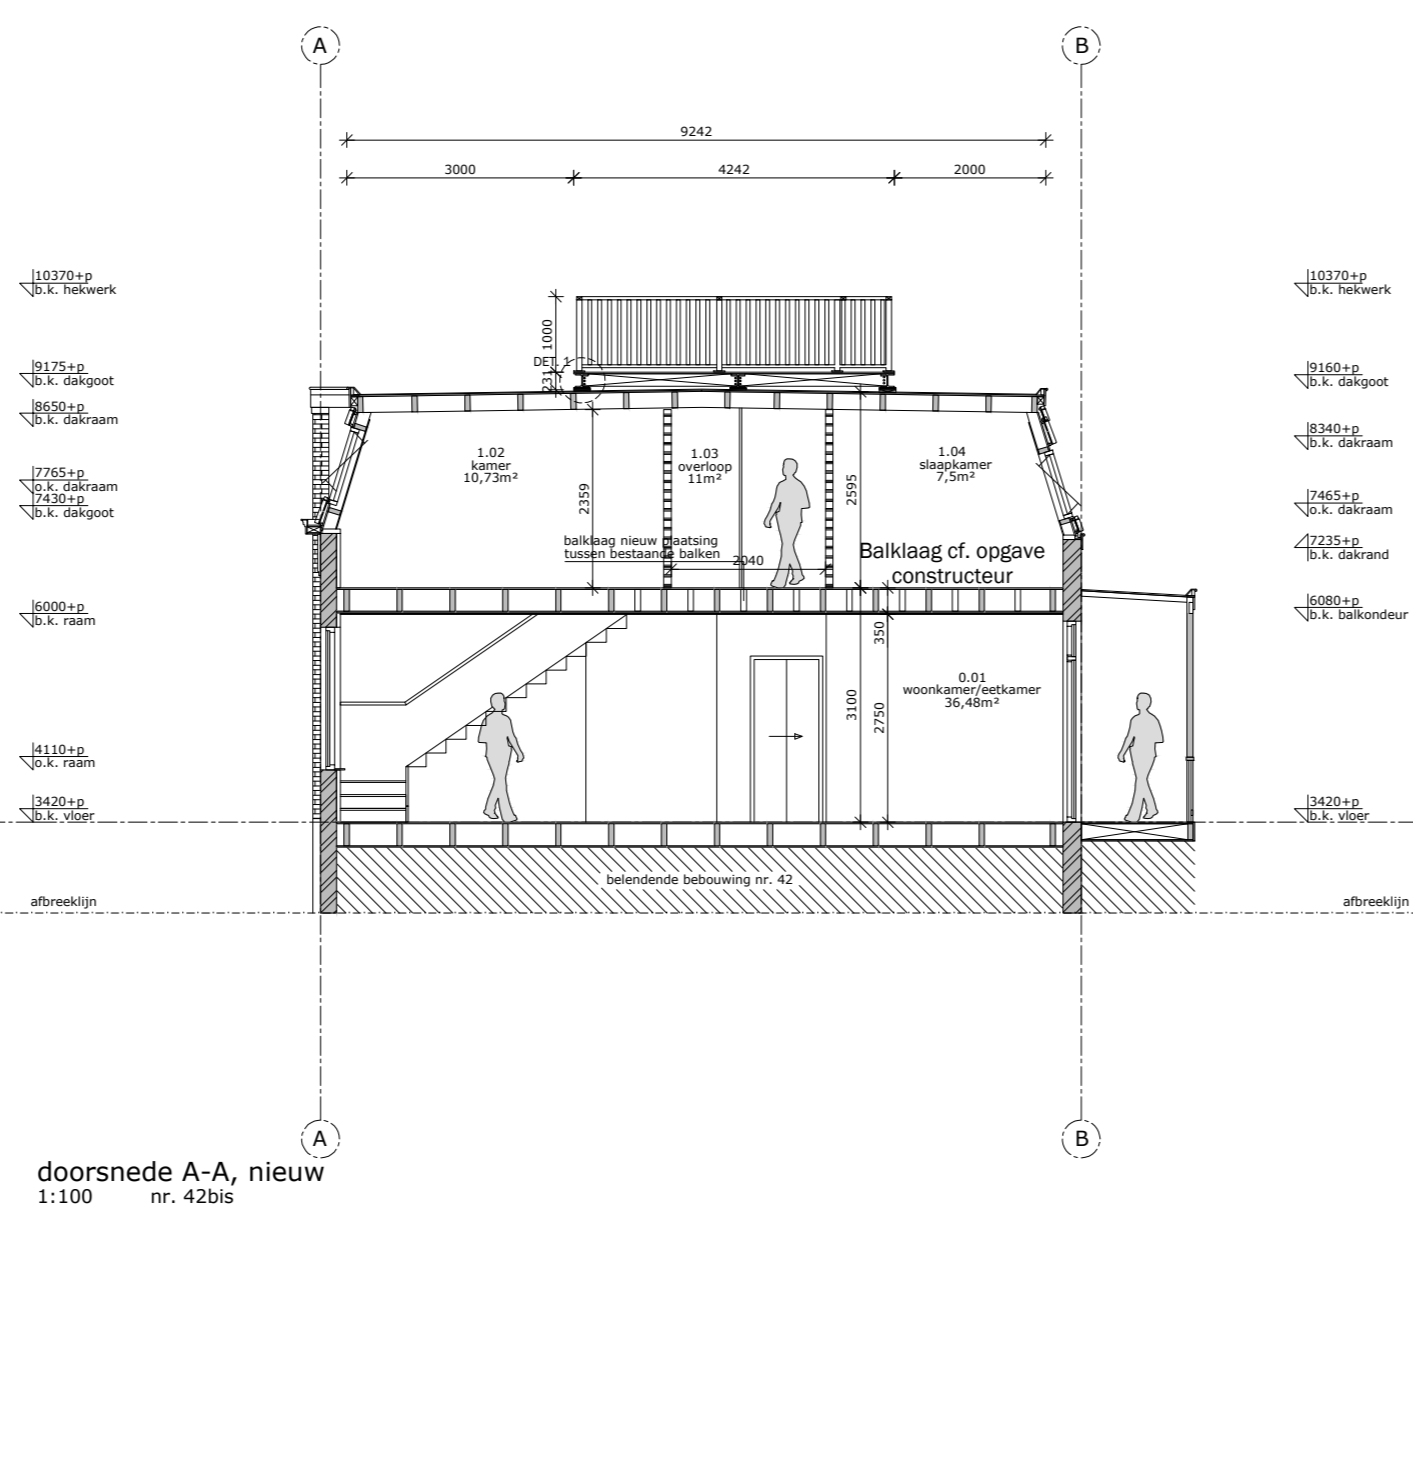 A
B
9242
3000
4242
2000
10370+p
b.k. hekwerk
10370+p
b.k. hekwerk
1000
DET. 1
231
9175+p
b.k. dakgoot
9160+p
b.k. dakgoot
8650+p
b.k. dakraam
8340+p
b.k. dakraam
1.02
kamer
10,73m²
1.03
overloop
11m²
1.04
slaapkamer
7,5m²
7765+p
o.k. dakraam
7430+p
b.k. dakgoot
7465+p
o.k. dakraam
7235+p
b.k. dakrand
2359
2595
balklaag nieuw plaatsing
tussen bestaande balken
2040
Balklaag cf. opgave
constructeur
6000+p
b.k. raam
6080+p
b.k. balkondeur
350
3100
2750
0.01
woonkamer/eetkamer
36,48m²
4110+p
o.k. raam
3420+p
b.k. vloer
3420+p
b.k. vloer
belendende bebouwing nr. 42
afbreeklijn
afbreeklijn
A
B
doorsnede A-A, nieuw
1:100 nr. 42bis